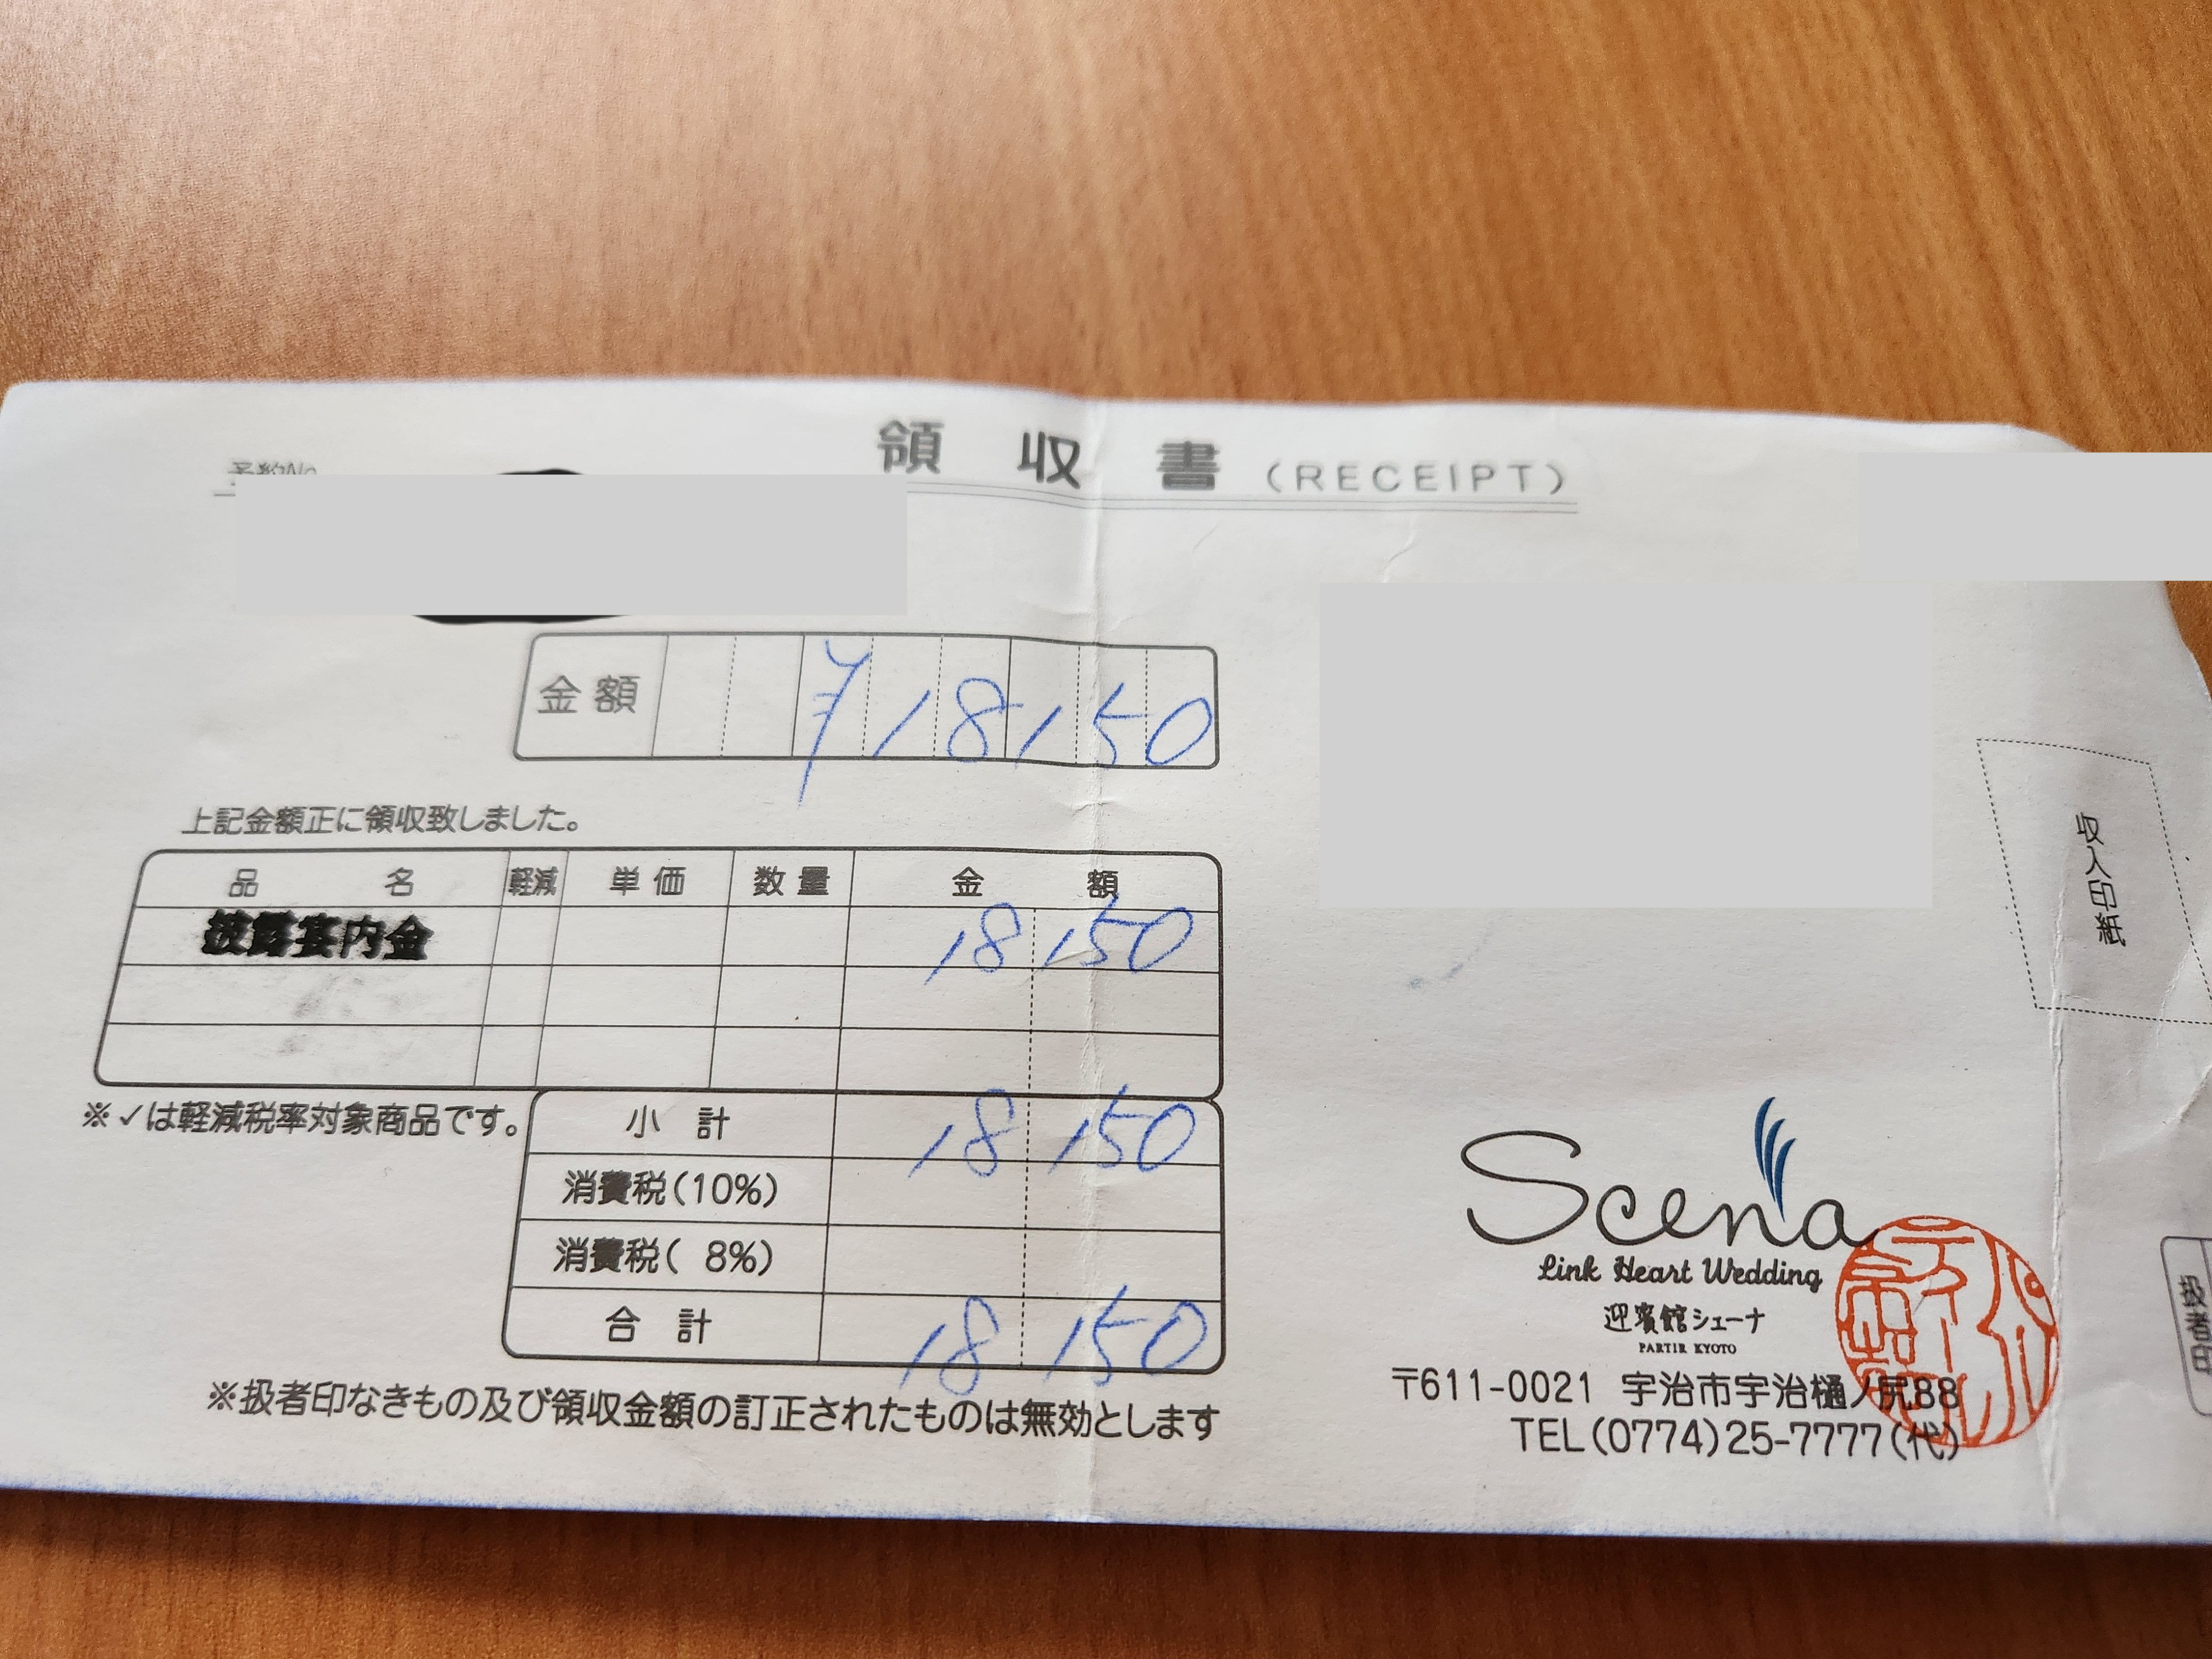 予約No.
領収書(RECEIPT)
金額 ¥18150
上記金額正に領収致しました。
品名 軽減 単価 数量 金額
披露宴内金 18 150
※✓は軽減税率対象商品です。
小計 18 150
消費税(10%)
消費税( 8%)
合計 18 150
※扱者印なきもの及び領収金額の訂正されたものは無効とします
収入印紙
Scena
Link Heart Wedding
迎賓館シェーナ
PARTIR KYOTO
〒611-0021 宇治市宇治樋ノ尻88
TEL(0774)25-7777(代)
扱者印